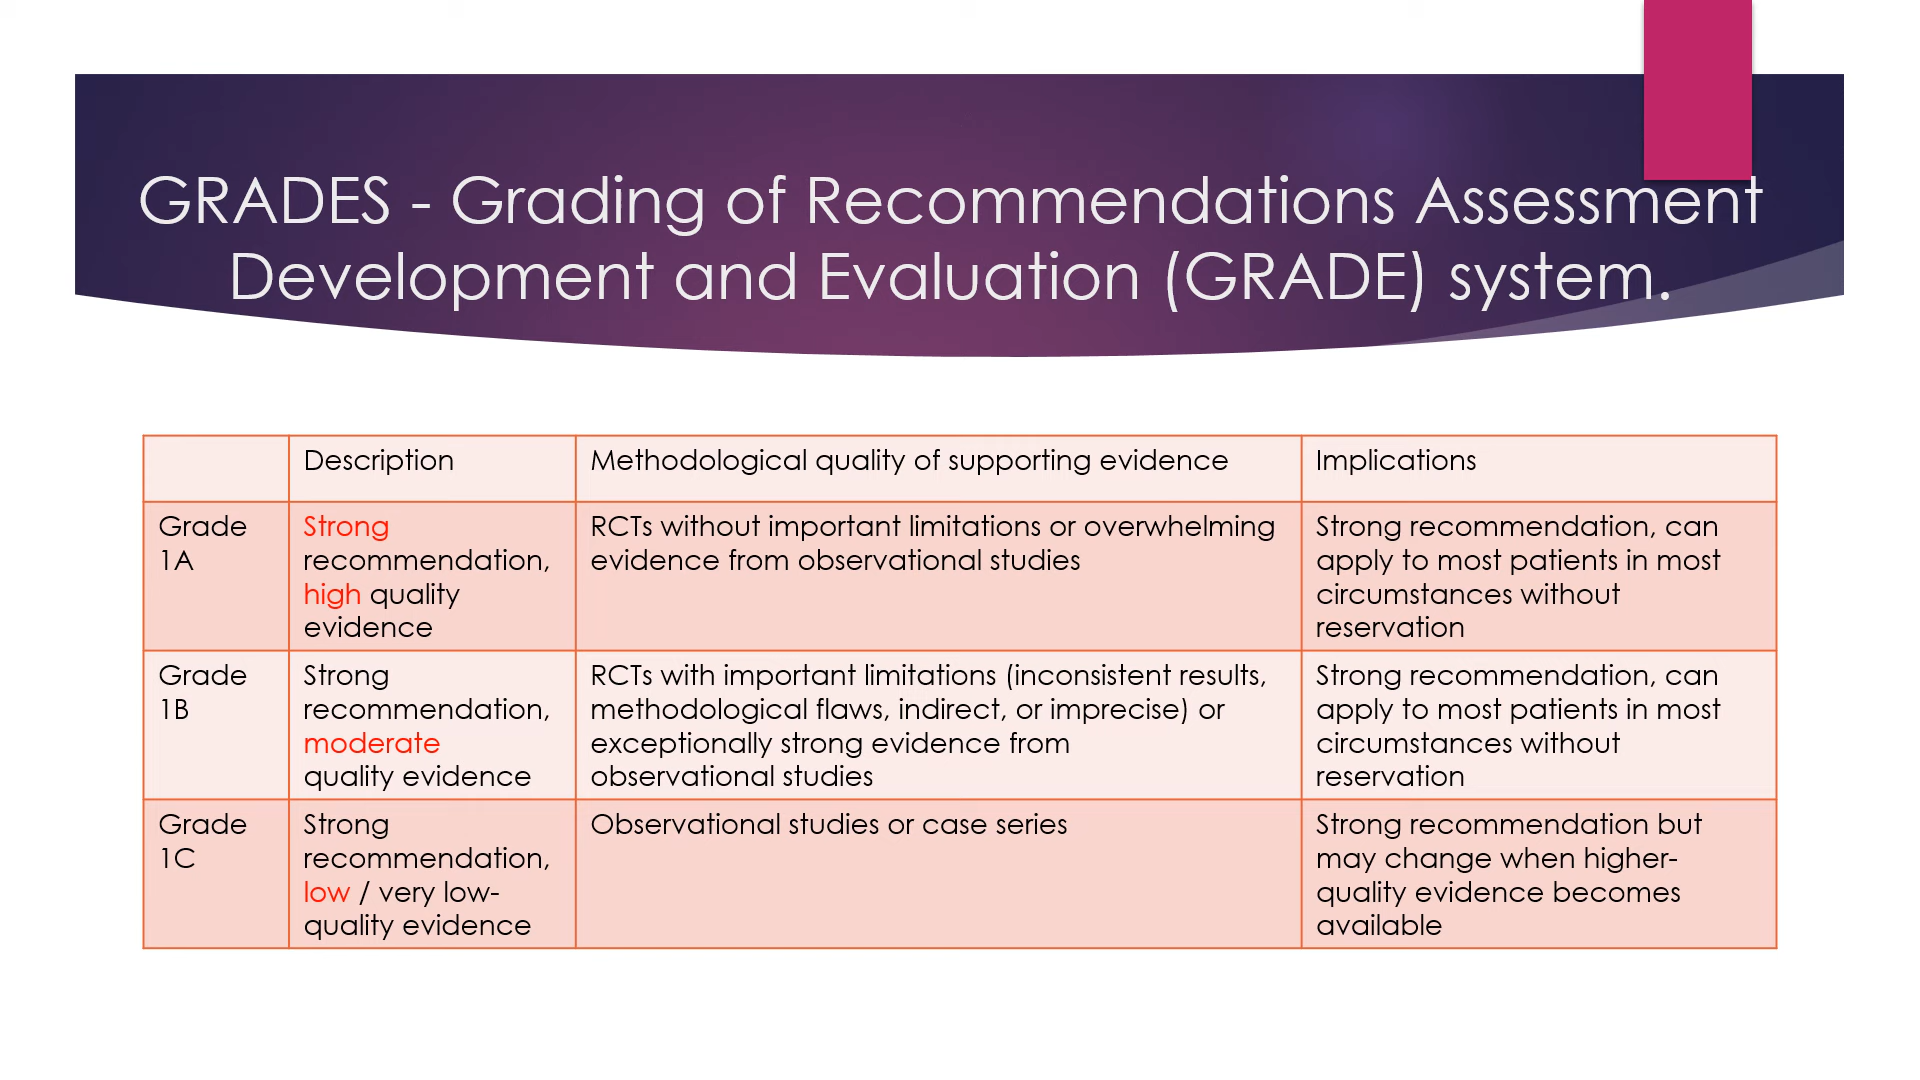 GRADES - Grading of Recommendations Assessment
Development and Evaluation (GRADE) system.
Description
Methodological quality of supporting evidence
Implications
Grade
1A
Strong
recommendation,
high quality
evidence
RCTs without important limitations or overwhelming
evidence from observational studies
Strong recommendation, can
apply to most patients in most
circumstances without
reservation
Grade
1B
Strong
recommendation,
moderate
quality evidence
RCTs with important limitations (inconsistent results,
methodological flaws, indirect, or imprecise) or
exceptionally strong evidence from
observational studies
Strong recommendation, can
apply to most patients in most
circumstances without
reservation
Grade
1C
Strong
recommendation,
low / very low-
quality evidence
Observational studies or case series
Strong recommendation but
may change when higher-
quality evidence becomes
available